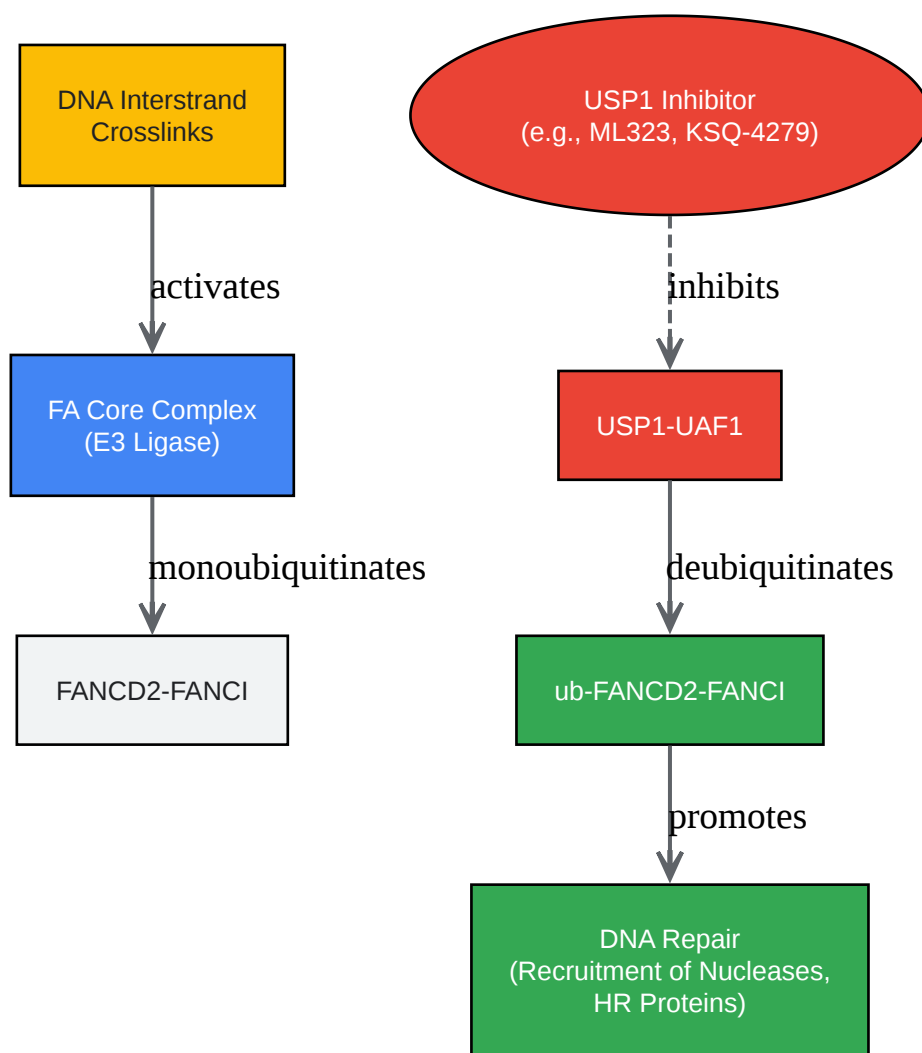 DNA Interstrand
Crosslinks
activates
FA Core Complex
(E3 Ligase)
monoubiquitinates
FANCD2-FANCI
USP1 Inhibitor
(e.g., ML323, KSQ-4279)
inhibits
USP1-UAF1
deubiquitinates
ub-FANCD2-FANCI
promotes
DNA Repair
(Recruitment of Nucleases,
HR Proteins)